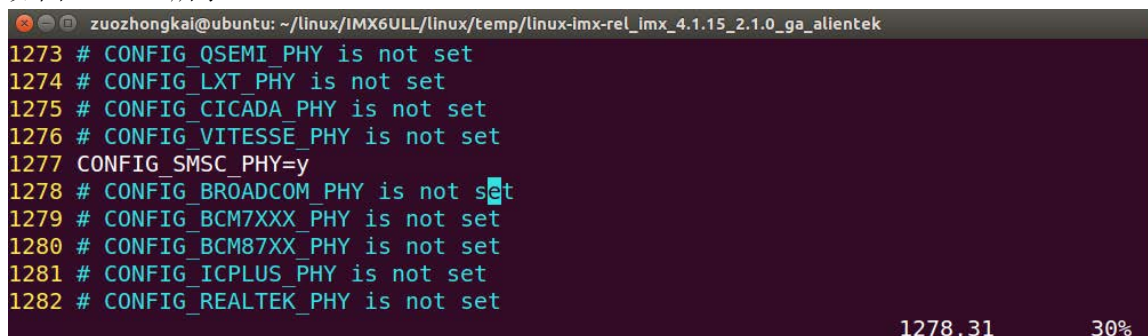 zuozhongkai@ubuntu: ~/linux/IMX6ULL/linux/temp/linux-imx-rel_imx_4.1.15_2.1.0_ga_alientek
1273 # CONFIG_QSEMI_PHY is not set
1274 # CONFIG_LXT_PHY is not set
1275 # CONFIG_CICADA_PHY is not set
1276 # CONFIG_VITESSE_PHY is not set
1277 CONFIG_SMSC_PHY=y
1278 # CONFIG_BROADCOM_PHY is not set
1279 # CONFIG_BCM7XXX_PHY is not set
1280 # CONFIG_BCM87XX_PHY is not set
1281 # CONFIG_ICPLUS_PHY is not set
1282 # CONFIG_REALTEK_PHY is not set
1278,31 30%